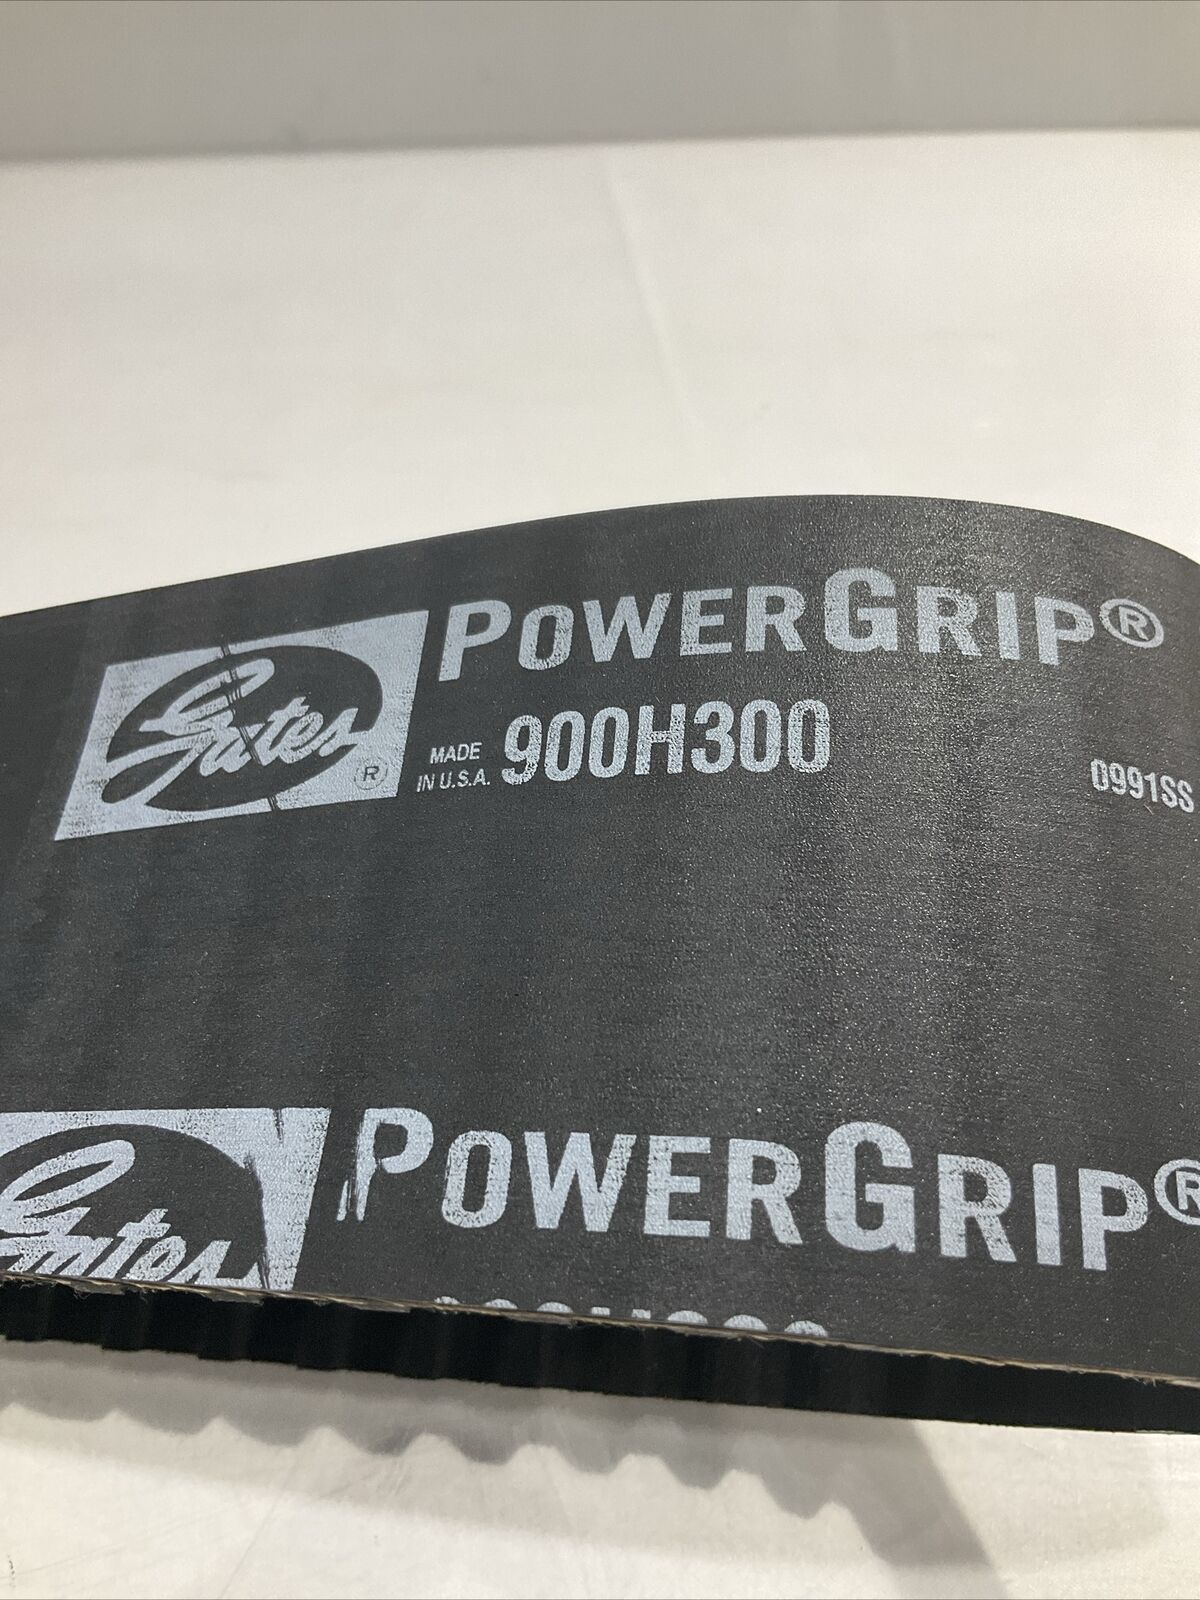 Gates®
POWERGRIP®
MADE
IN U.S.A. 900H300
0991SS
Gates
POWERGRIP®